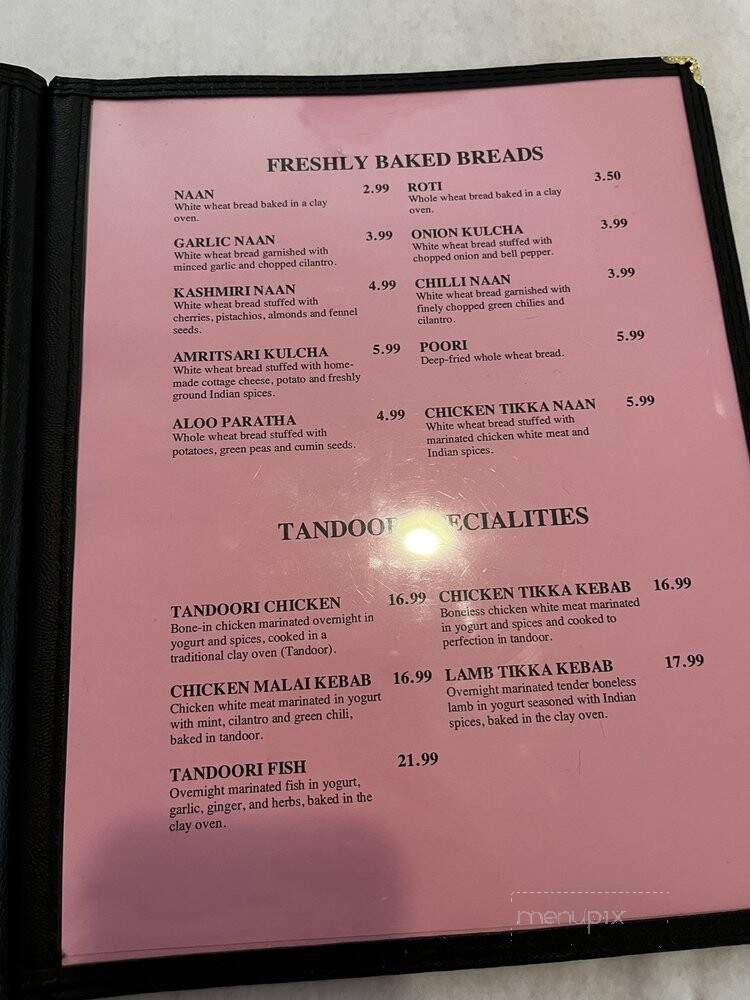 FRESHLY BAKED BREADS
NAAN 2.99
White wheat bread baked in a clay
oven.
ROTI 3.50
Whole wheat bread baked in a clay
oven.
GARLIC NAAN 3.99
White wheat bread garnished with
minced garlic and chopped cilantro.
ONION KULCHA 3.99
White wheat bread stuffed with
chopped onion and bell pepper.
KASHMIRI NAAN 4.99
White wheat bread stuffed with
cherries, pistachios, almonds and fennel
seeds.
CHILLI NAAN 3.99
White wheat bread garnished with
finely chopped green chilies and
cilantro.
AMRITSARI KULCHA 5.99
White wheat bread stuffed with home-
made cottage cheese, potato and freshly
ground Indian spices.
POORI 5.99
Deep-fried whole wheat bread.
ALOO PARATHA 4.99
Whole wheat bread stuffed with
potatoes, green peas and cumin seeds.
CHICKEN TIKKA NAAN 5.99
White wheat bread stuffed with
marinated chicken white meat and
Indian spices.
TANDOOR SPECIALITIES
TANDOORI CHICKEN 16.99
Bone-in chicken marinated overnight in
yogurt and spices, cooked in a
traditional clay oven (Tandoor).
CHICKEN TIKKA KEBAB 16.99
Boneless chicken white meat marinated
in yogurt and spices and cooked to
perfection in tandoor.
CHICKEN MALAI KEBAB 16.99
Chicken white meat marinated in yogurt
with mint, cilantro and green chili,
baked in tandoor.
LAMB TIKKA KEBAB 17.99
Overnight marinated tender boneless
lamb in yogurt seasoned with Indian
spices, baked in the clay oven.
TANDOORI FISH 21.99
Overnight marinated fish in yogurt,
garlic, ginger, and herbs, baked in the
clay oven.
menupix